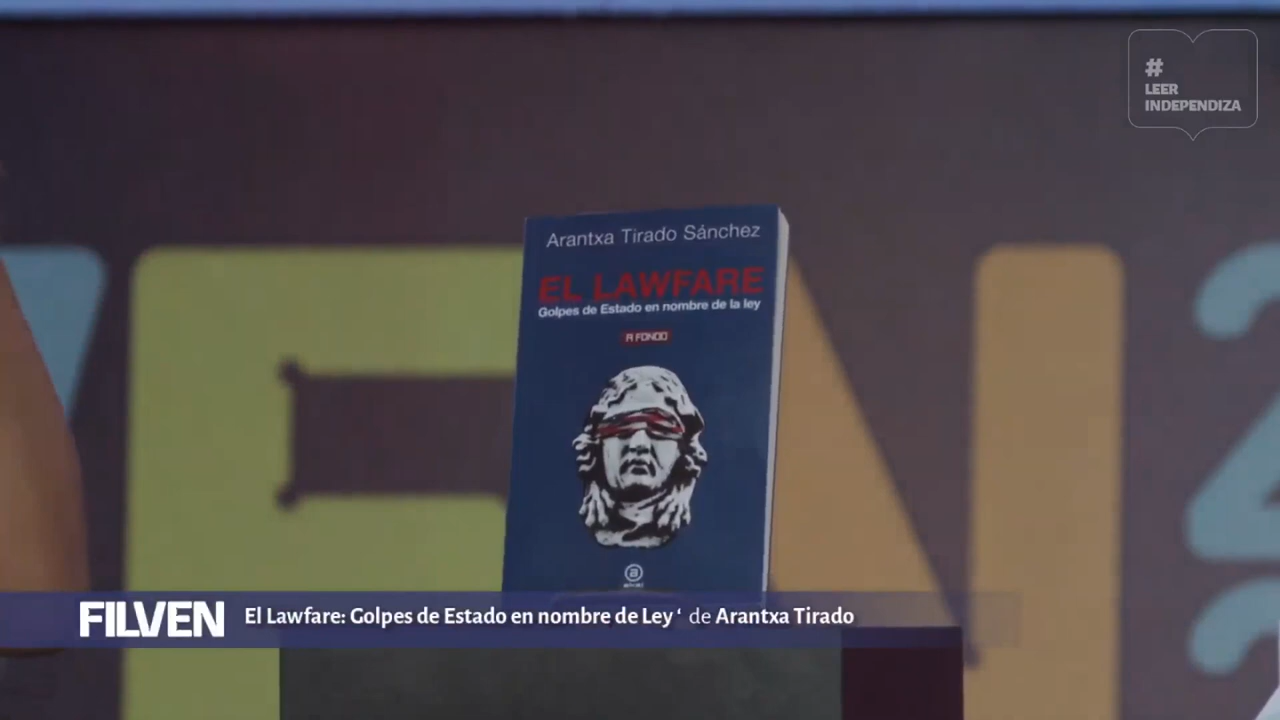 #
LEER
INDEPENDIZA
Arantxa Tirado Sánchez
EL LAWFARE
Golpes de Estado en nombre de la ley
A FONDO
akal
FILVEN
El Lawfare: Golpes de Estado en nombre de Ley ‘ de Arantxa Tirado